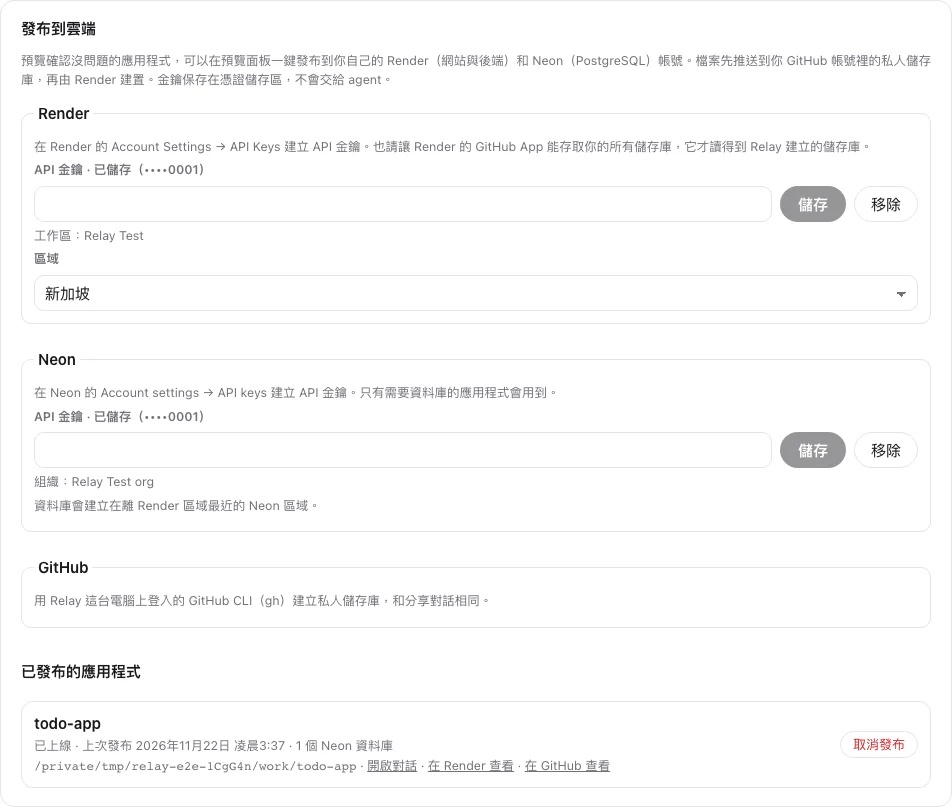 發布到雲端
預覽確認沒問題的應用程式，可以在預覽面板一鍵發布到你自己的 Render（網站與後端）和 Neon（PostgreSQL）帳號。檔案先推送到你 GitHub 帳號裡的私人儲存
庫，再由 Render 建置。金鑰保存在憑證儲存區，不會交給 agent。
Render
在 Render 的 Account Settings → API Keys 建立 API 金鑰。也請讓 Render 的 GitHub App 能存取你的所有儲存庫，它才讀得到 Relay 建立的儲存庫。
API 金鑰 · 已儲存（••••0001）
儲存 移除
工作區：Relay Test
區域
新加坡
Neon
在 Neon 的 Account settings → API keys 建立 API 金鑰。只有需要資料庫的應用程式會用到。
API 金鑰 · 已儲存（••••0001）
儲存 移除
組織：Relay Test org
資料庫會建立在離 Render 區域最近的 Neon 區域。
GitHub
用 Relay 這台電腦上登入的 GitHub CLI（gh）建立私人儲存庫，和分享對話相同。
已發布的應用程式
todo-app
已上線 · 上次發布 2026年11月22日 凌晨3:37 · 1 個 Neon 資料庫
取消發布
/private/tmp/relay-e2e-lCgG4n/work/todo-app · 開啟對話 · 在 Render 查看 · 在 GitHub 查看